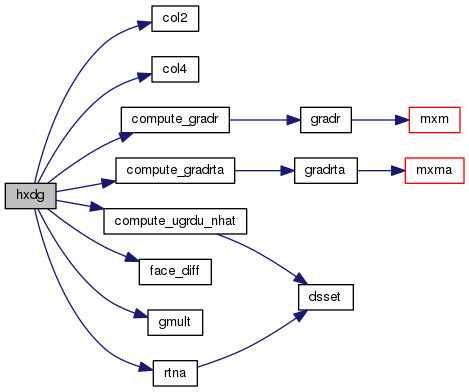 col2
col4
compute_gradr
gradr
mxm
compute_gradrta
gradrta
mxma
hxdg
compute_ugrdu_nhat
face_diff
dsset
gmult
rtna